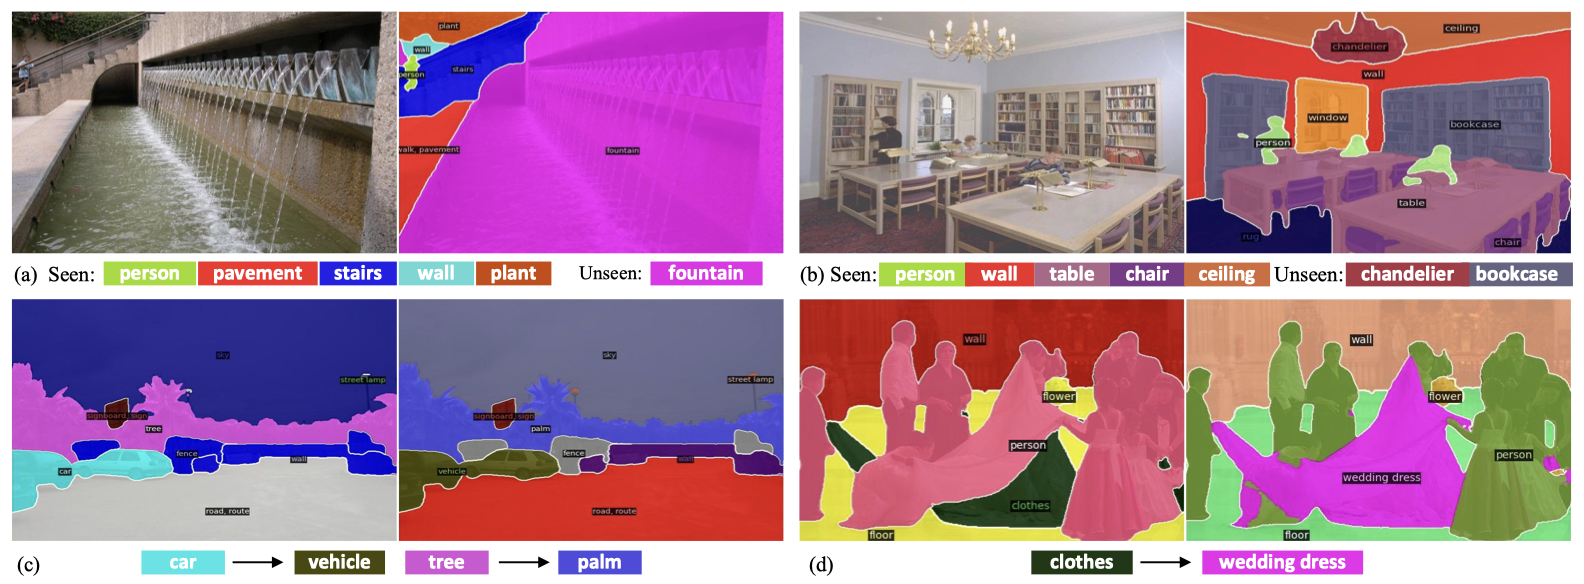 plant
wall
person
stairs
walk, pavement
fountain
chandelier
ceiling
wall
window
bookcase
person
table
rug
chair
(a) Seen: person pavement stairs wall plant Unseen: fountain
(b) Seen: person wall table chair ceiling Unseen: chandelier bookcase
sky
street lamp
signboard, sign
tree
fence
wall
car
road, route
sky
street lamp
signboard, sign
palm
fence
wall
vehicle
road, route
wall
flower
person
clothes
floor
wall
flower
person
wedding dress
floor
(c) car vehicle tree palm
(d) clothes wedding dress